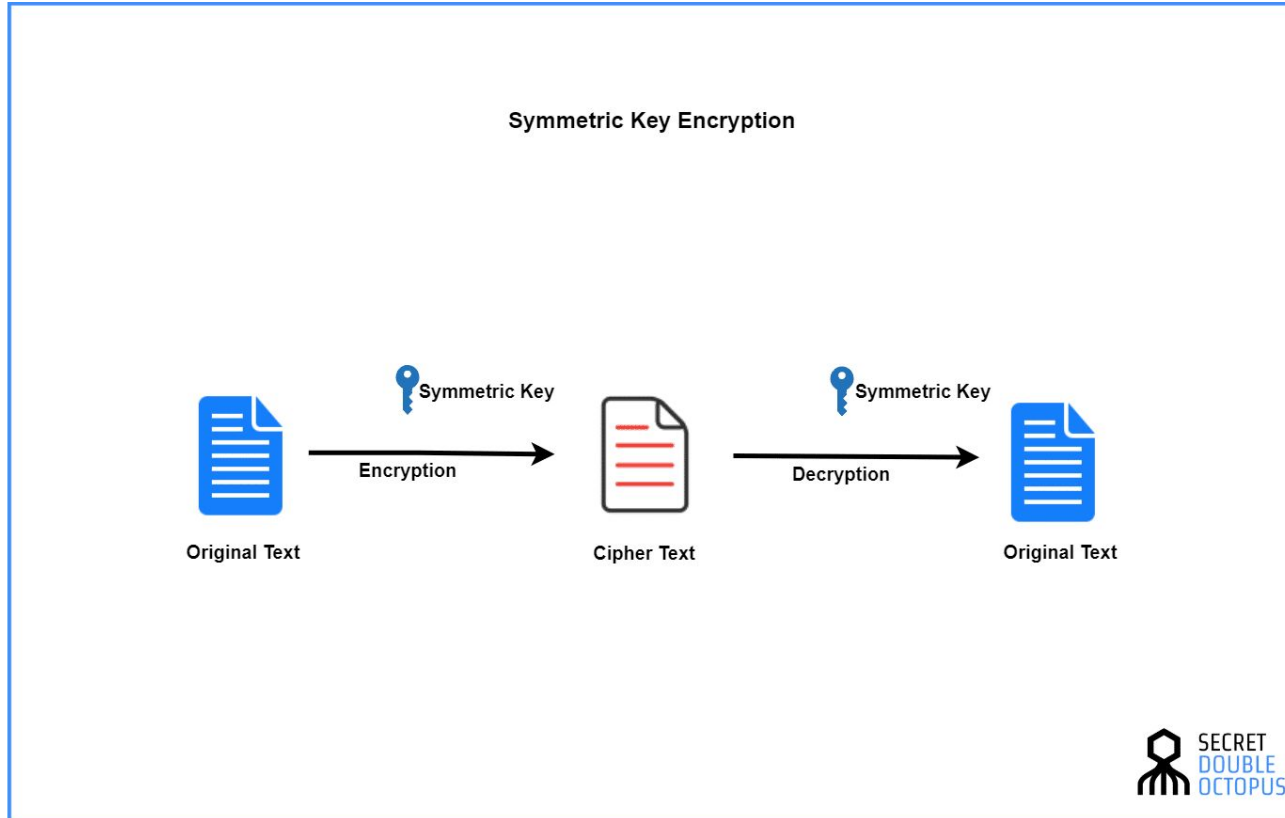 Symmetric Key Encryption
Symmetric Key
Symmetric Key
Encryption
Decryption
Original Text
Cipher Text
Original Text
SECRET
DOUBLE
OCTOPUS